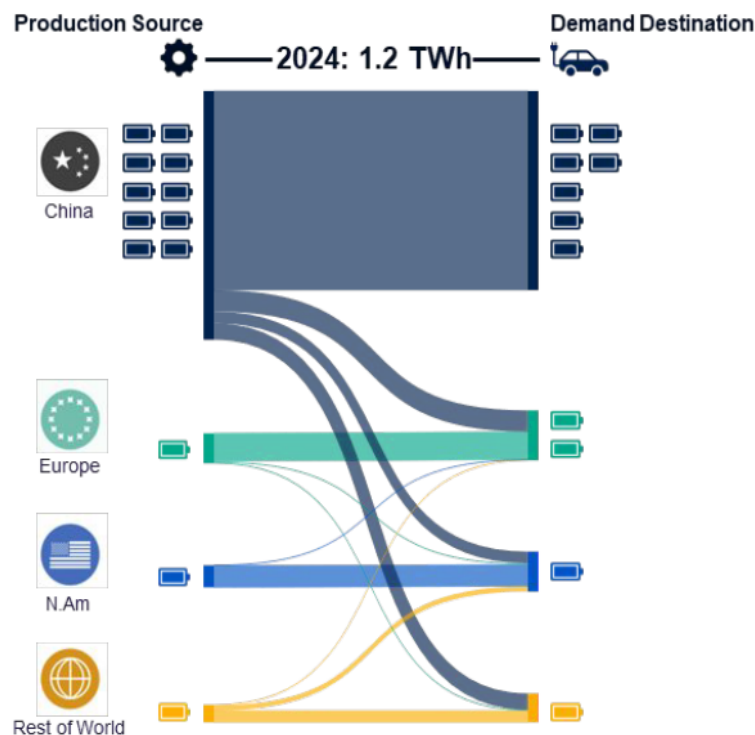 Production Source
Demand Destination
2024: 1.2 TWh
China
Europe
N.Am
Rest of World